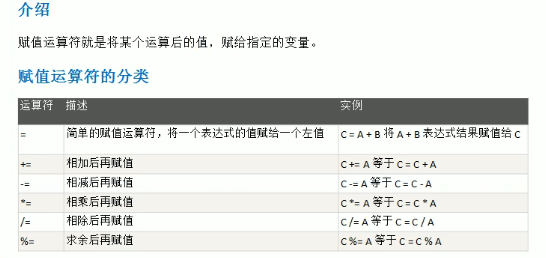 介绍
赋值运算符就是将某个运算后的值，赋给指定的变量。
赋值运算符的分类
运算符 描述 实例
= 简单的赋值运算符，将一个表达式的值赋给一个左值 C = A + B 将 A + B 表达式结果赋值给 C
+= 相加后再赋值 C += A 等于 C = C + A
-= 相减后再赋值 C -= A 等于 C = C - A
*= 相乘后再赋值 C *= A 等于 C = C * A
/= 相除后再赋值 C /= A 等于 C = C / A
%= 求余后再赋值 C %= A 等于 C = C % A